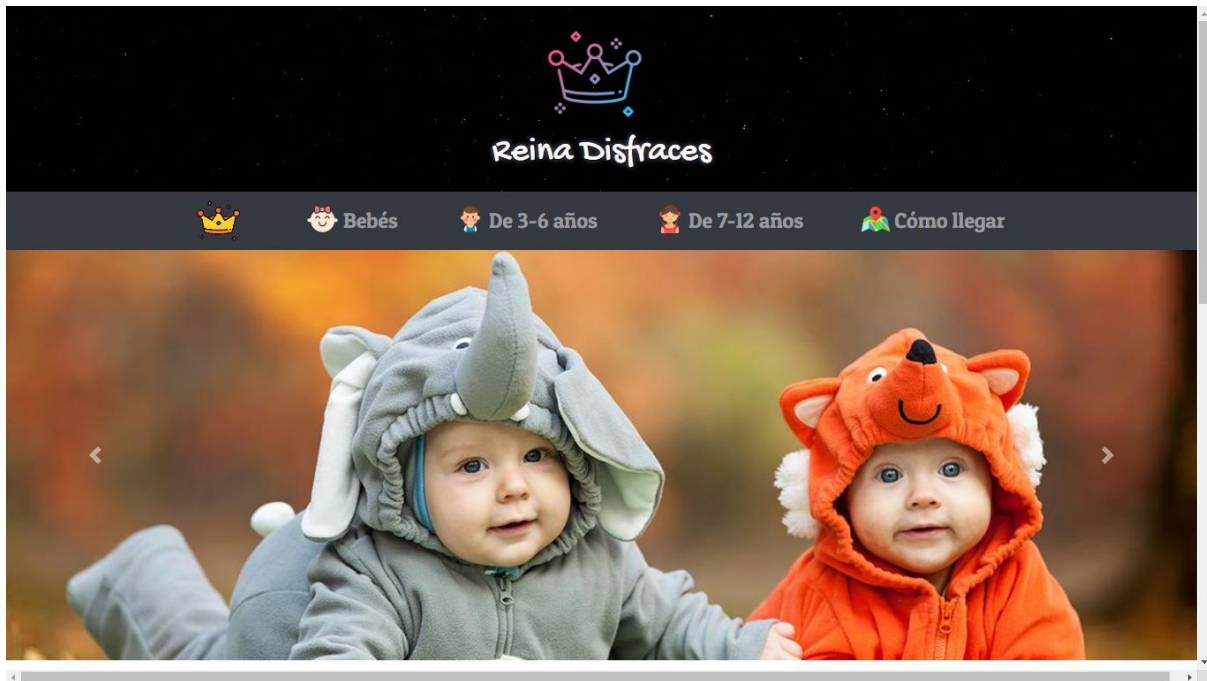 Reina Disfraces
Bebés De 3-6 años De 7-12 años Cómo llegar